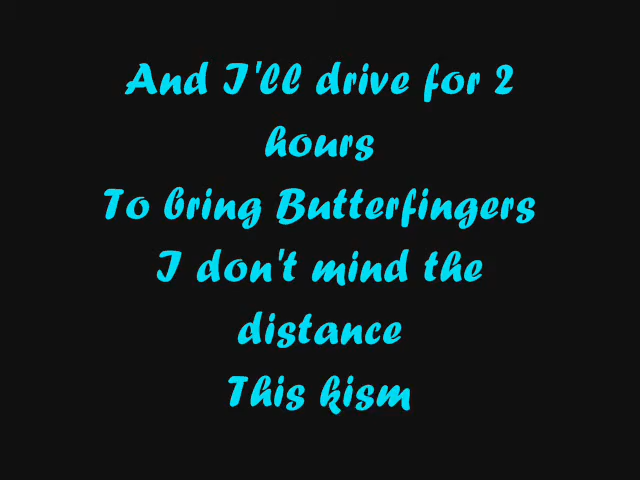 And I'll drive for 2
hours
To bring Butterfingers
I don't mind the
distance
This kism